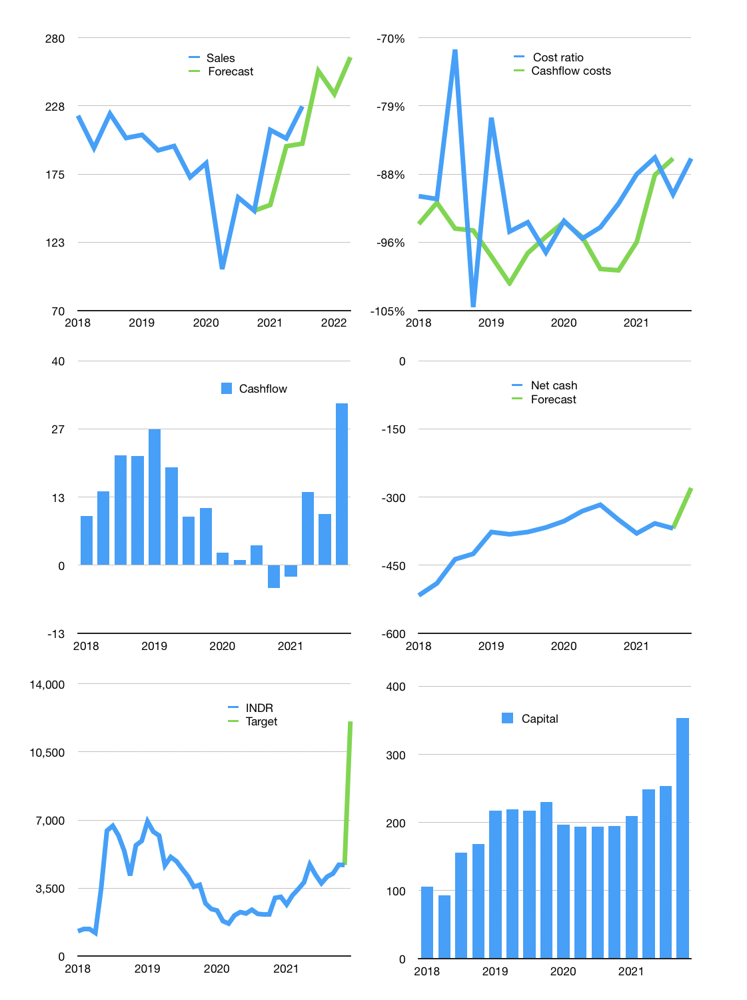 280
228
175
123
70
Sales
Forecast
2018 2019 2020 2021 2022
-70%
-79%
-88%
-96%
-105%
Cost ratio
Cashflow costs
2018 2019 2020 2021
40
27
13
0
-13
Cashflow
2018 2019 2020 2021
0
-150
-300
-450
-600
Net cash
Forecast
2018 2019 2020 2021
14,000
10,500
7,000
3,500
0
INDR
Target
2018 2019 2020 2021
400
300
200
100
0
Capital
2018 2019 2020 2021